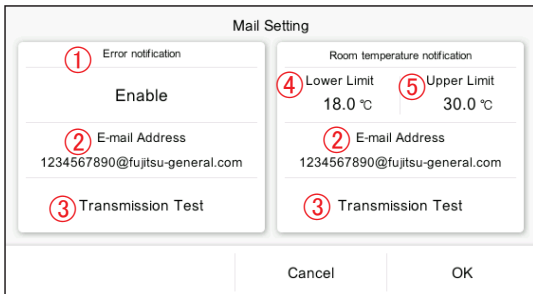 Mail Setting
① Error notification
Enable
② E-mail Address
1234567890@fujitsu-general.com
③ Transmission Test
Room temperature notification
④ Lower Limit
18.0 ℃
⑤ Upper Limit
30.0 ℃
② E-mail Address
1234567890@fujitsu-general.com
③ Transmission Test
Cancel
OK